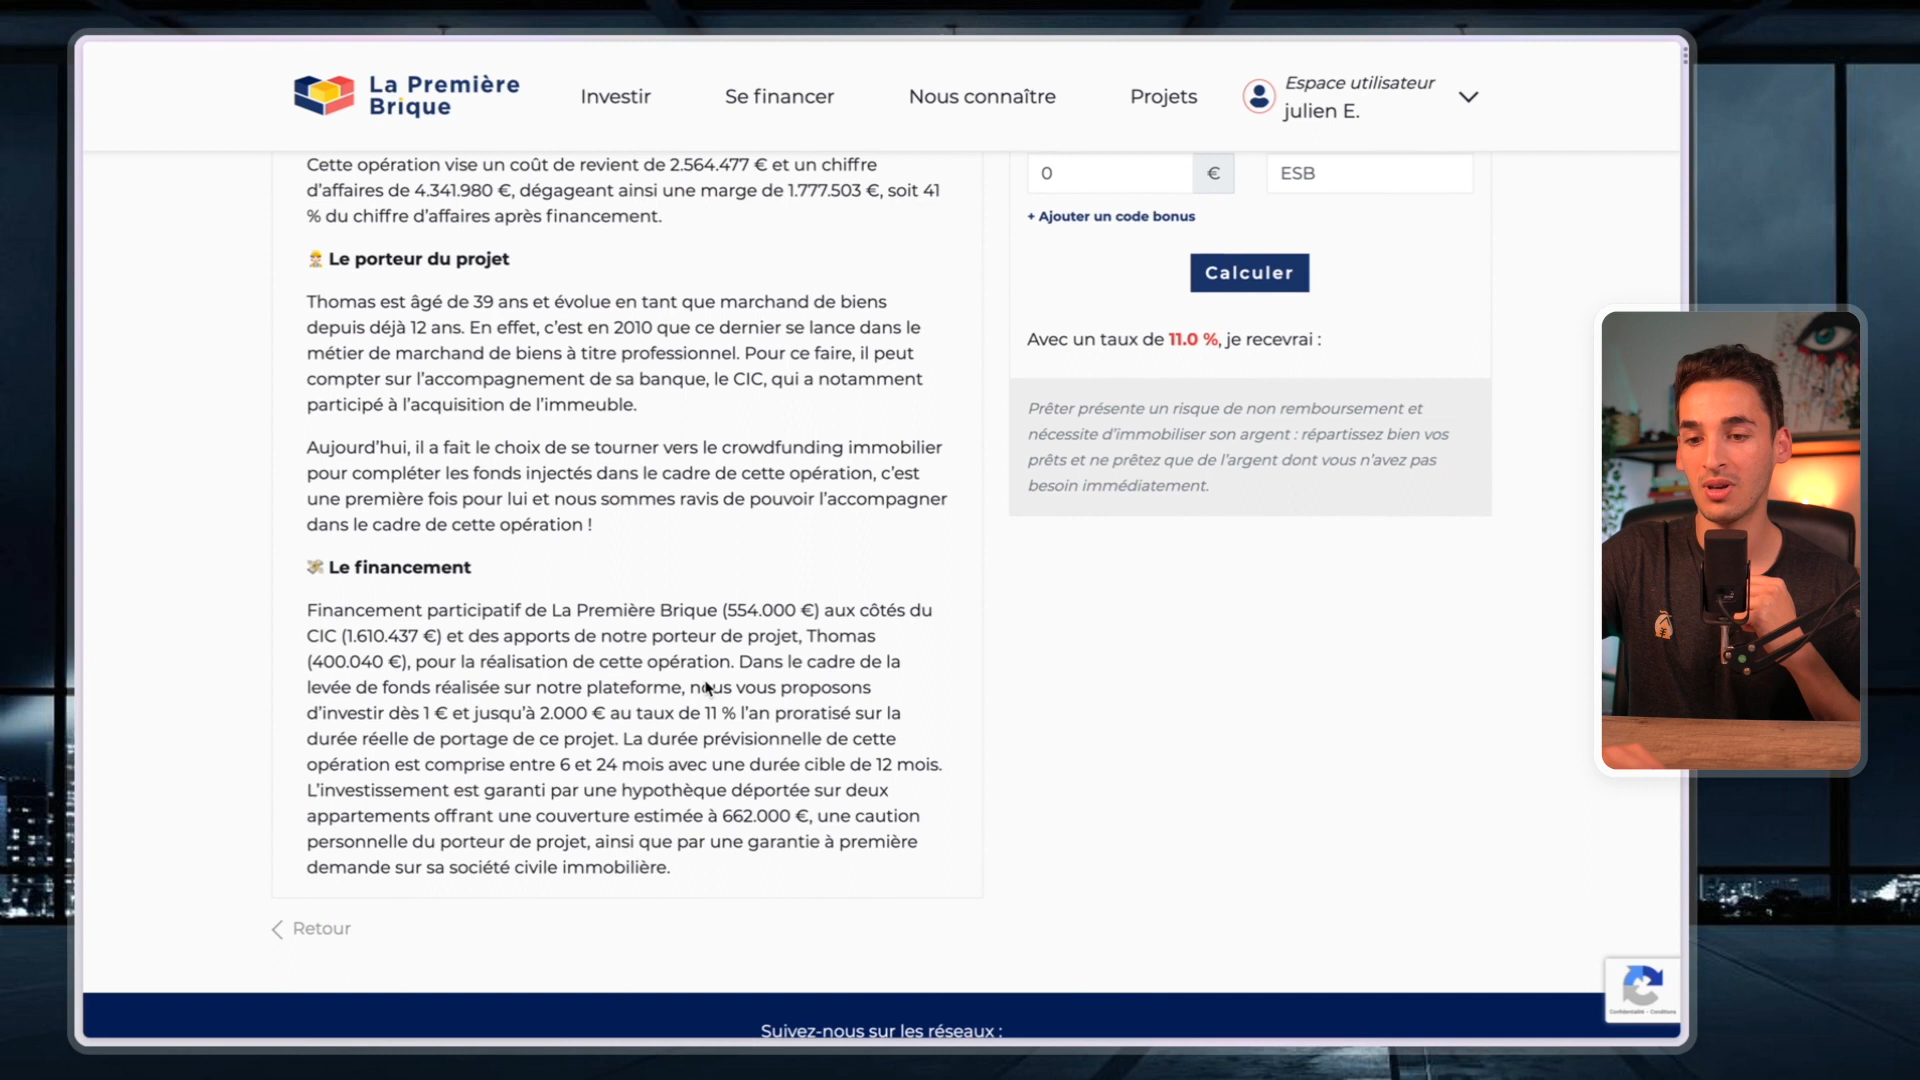 La Première
Brique
Investir
Se financer
Nous connaître
Projets
Espace utilisateur
julien E.
Cette opération vise un coût de revient de 2.564.477 € et un chiffre
d'affaires de 4.341.980 €, dégageant ainsi une marge de 1.777.503 €, soit 41
% du chiffre d'affaires après financement.
Le porteur du projet
Thomas est âgé de 39 ans et évolue en tant que marchand de biens
depuis déjà 12 ans. En effet, c'est en 2010 que ce dernier se lance dans le
métier de marchand de biens à titre professionnel. Pour ce faire, il peut
compter sur l'accompagnement de sa banque, le CIC, qui a notamment
participé à l'acquisition de l'immeuble.
Aujourd'hui, il a fait le choix de se tourner vers le crowdfunding immobilier
pour compléter les fonds injectés dans le cadre de cette opération, c'est
une première fois pour lui et nous sommes ravis de pouvoir l'accompagner
dans le cadre de cette opération !
Le financement
Financement participatif de La Première Brique (554.000 €) aux côtés du
CIC (1.610.437 €) et des apports de notre porteur de projet, Thomas
(400.040 €), pour la réalisation de cette opération. Dans le cadre de la
levée de fonds réalisée sur notre plateforme, nous vous proposons
d'investir dès 1 € et jusqu'à 2.000 € au taux de 11 % l'an proratisé sur la
durée réelle de portage de ce projet. La durée prévisionnelle de cette
opération est comprise entre 6 et 24 mois avec une durée cible de 12 mois.
L'investissement est garanti par une hypothèque déportée sur deux
appartements offrant une couverture estimée à 662.000 €, une caution
personnelle du porteur de projet, ainsi que par une garantie à première
demande sur sa société civile immobilière.
Retour
0 €
ESB
+ Ajouter un code bonus
Calculer
Avec un taux de 11.0 %, je recevrai :
Prêter présente un risque de non remboursement et
nécessite d'immobiliser son argent : répartissez bien vos
prêts et ne prêtez que de l'argent dont vous n'avez pas
besoin immédiatement.
Confidentialité - Conditions
Suivez-nous sur les réseaux :